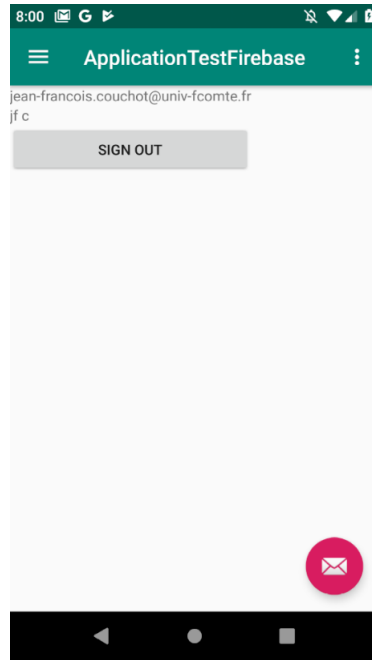 8:00 G
ApplicationTestFirebase
jean-francois.couchot@univ-fcomte.fr
jf c
SIGN OUT